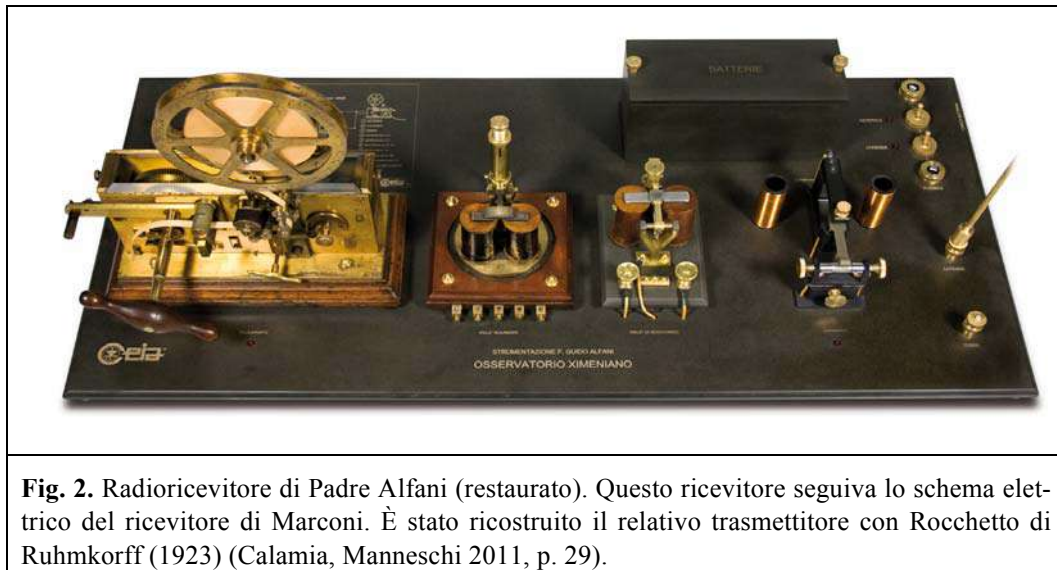 BATTERIE
Ceia
Ceia
STRUMENTAZIONE P. GUIDO ALFANI
OSSERVATORIO XIMENIANO
Fig. 2. Radioricevitore di Padre Alfani (restaurato). Questo ricevitore seguiva lo schema elet-
trico del ricevitore di Marconi. È stato ricostruito il relativo trasmettitore con Rocchetto di
Ruhmkorff (1923) (Calamia, Manneschi 2011, p. 29).